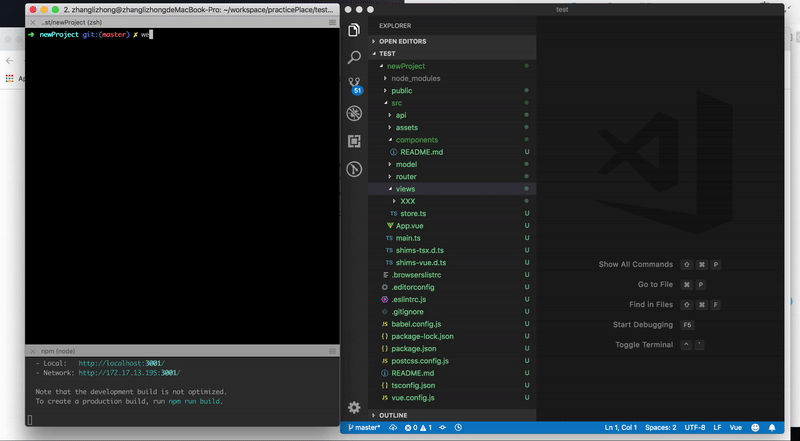 2. zhanglizhong@zhanglizhongdeMacBook-Pro: ~/workspace/practicePlace/test...
..st/newProject (zsh)
➜ newProject git:(master) ✗ we
npm (node)
- Local: http://localhost:3001/
- Network: http://172.17.13.195:3001/
Note that the development build is not optimized.
To create a production build, run npm run build.
test
EXPLORER
OPEN EDITORS
TEST
newProject
node_modules
public
src
api
assets
components
README.md U
model
router
views
XXX
TS store.ts U
App.vue U
TS main.ts U
TS shims-tsx.d.ts U
TS shims-vue.d.ts U
.browserslistrc U
.editorconfig U
.eslintrc.js U
.gitignore U
JS babel.config.js U
{} package-lock.json U
{} package.json U
JS postcss.config.js U
README.md U
tsconfig.json U
JS vue.config.js U
OUTLINE
51
Show All Commands ⇧ ⌘ P
Go to File ⌘ P
Find in Files ⇧ ⌘ F
Start Debugging F5
Toggle Terminal ^ `
master* 0 1
Ln 1, Col 1 Spaces: 2 UTF-8 LF Vue